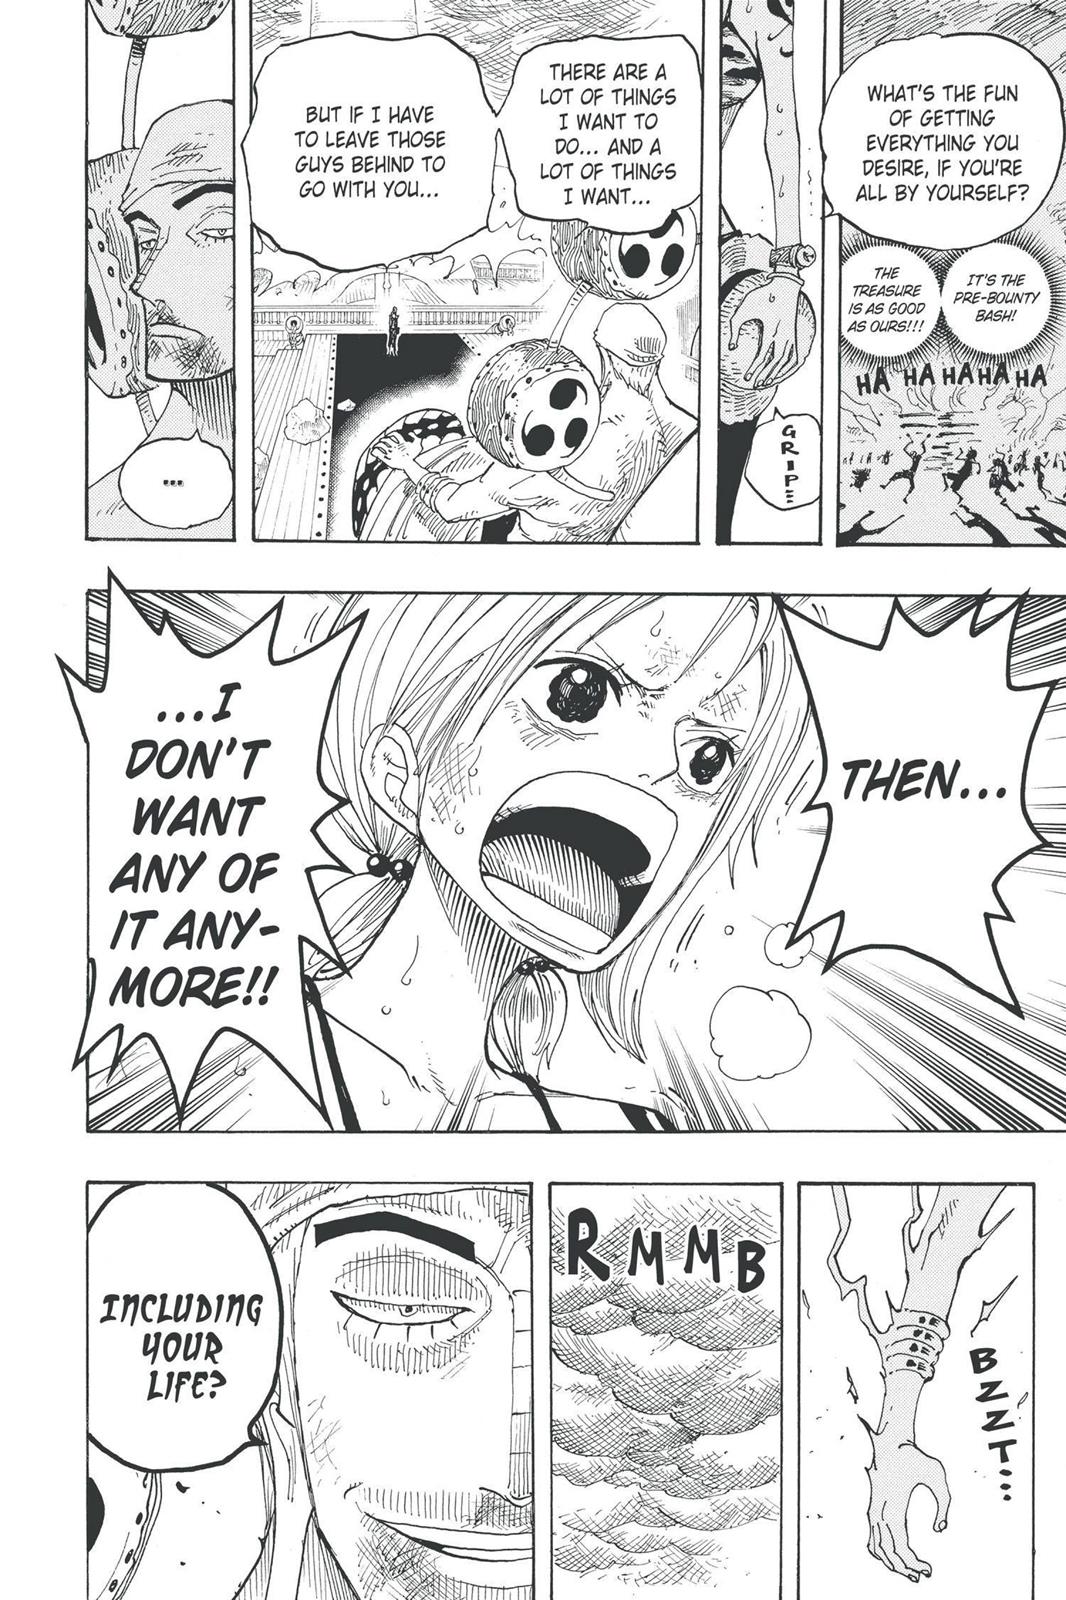 WHAT'S THE FUN
OF GETTING
EVERYTHING YOU
DESIRE, IF YOU'RE
ALL BY YOURSELF?
IT'S THE
PRE-BOUNTY
BASH!
THE
TREASURE
IS AS GOOD
AS OURS!!!
HA HA HA HA HA
GRIP...
THERE ARE A
LOT OF THINGS
I WANT TO
DO... AND A
LOT OF THINGS
I WANT...
BUT IF I HAVE
TO LEAVE THOSE
GUYS BEHIND TO
GO WITH YOU...
...
THEN...
...I
DON'T
WANT
ANY OF
IT ANY-
MORE!!
BZZT...
RMMB
INCLUDING
YOUR
LIFE?